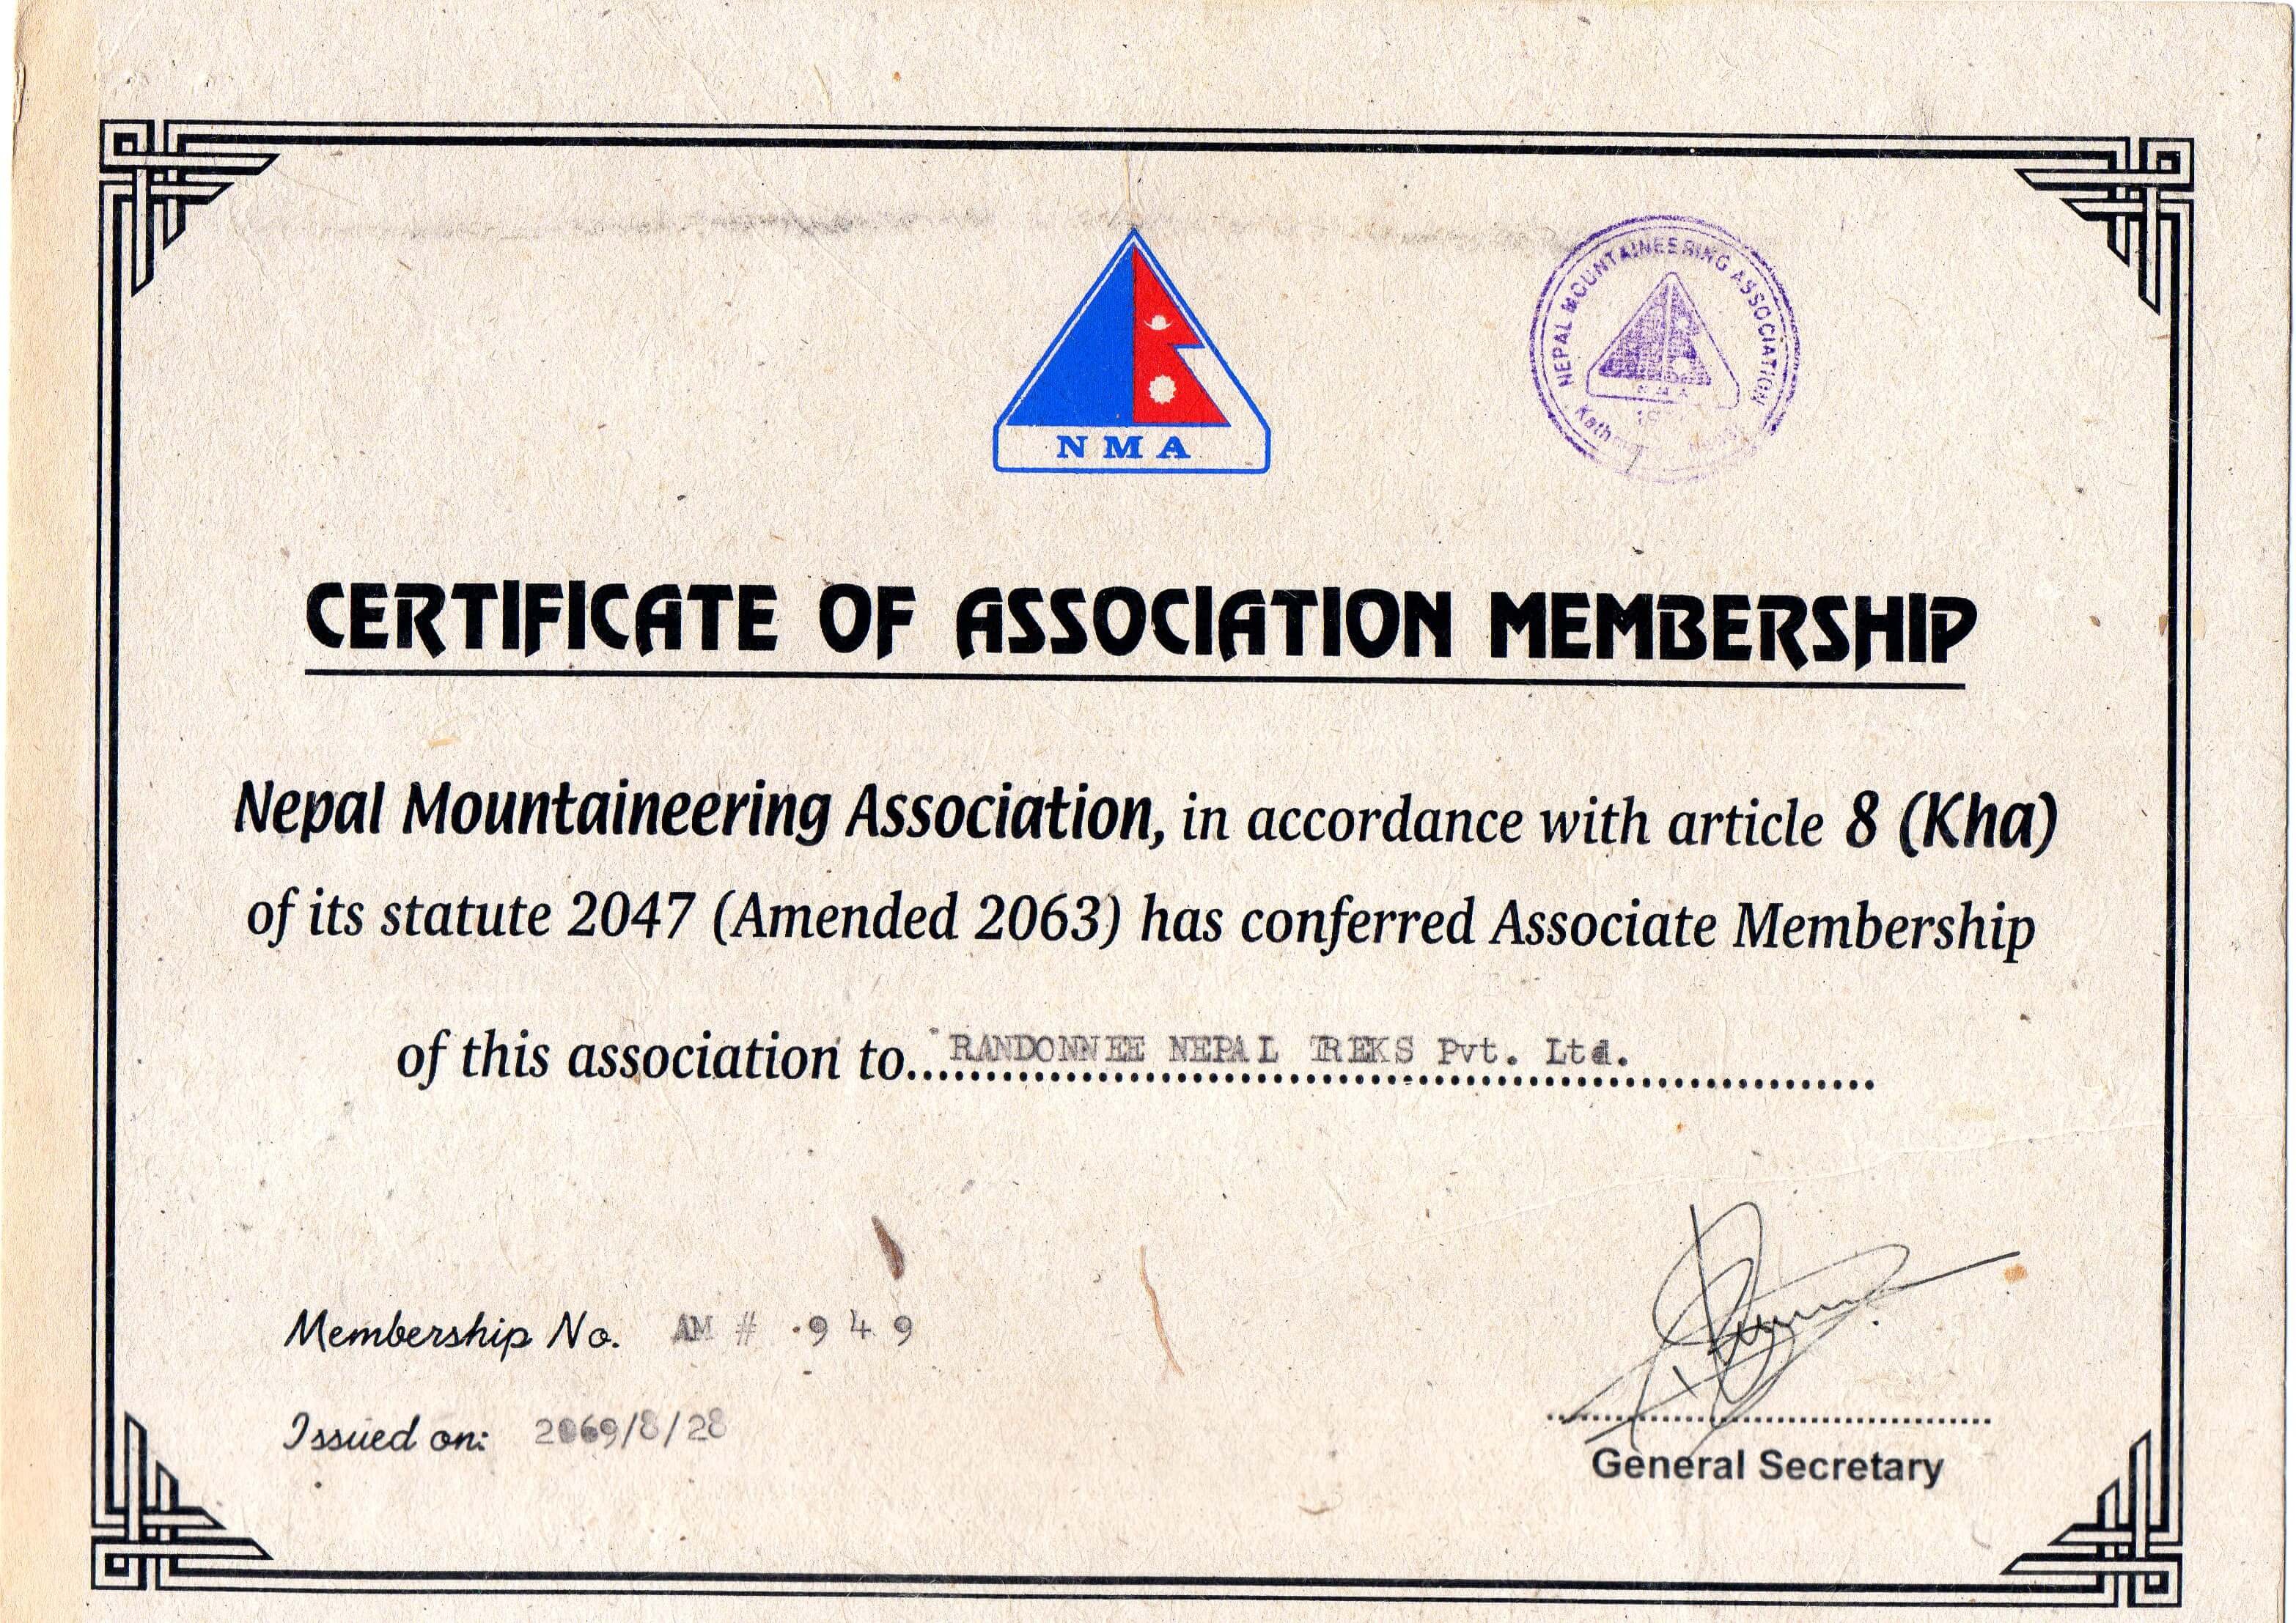 NMA
NEPAL MOUNTAINEERING ASSOCIATION
CERTIFICATE OF ASSOCIATION MEMBERSHIP
Nepal Mountaineering Association, in accordance with article 8 (Kha)
of its statute 2047 (Amended 2063) has conferred Associate Membership
of this association to RANDONNEE NEPAL TREKS Pvt. Ltd.
Membership No. AM # 949
Issued on: 2069/8/28
General Secretary